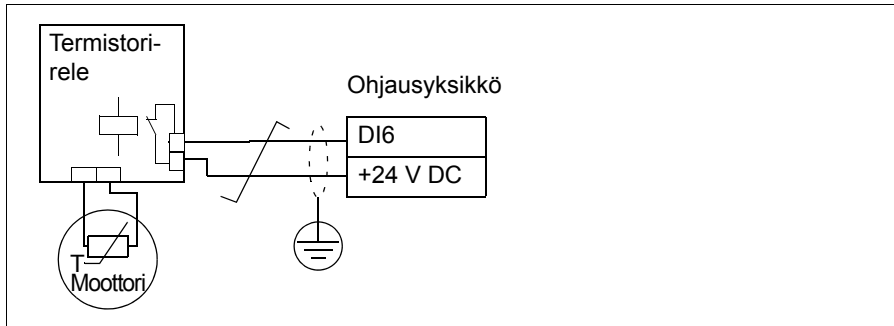 Termistori-
rele
Ohjausyksikkö
DI6
+24 V DC
T
Moottori